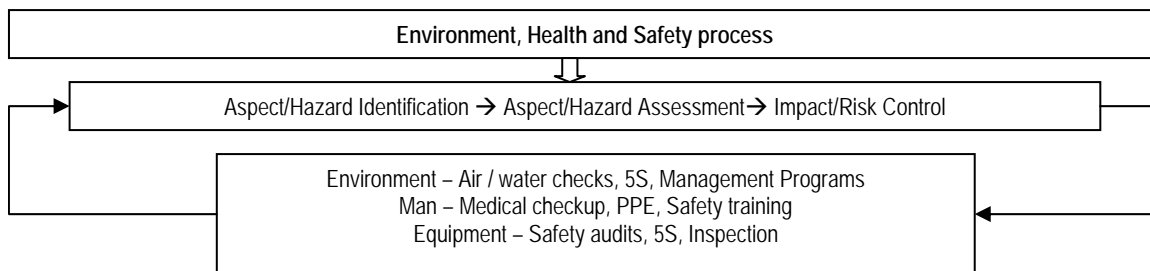 Environment, Health and Safety process
Aspect/Hazard Identification → Aspect/Hazard Assessment→ Impact/Risk Control
Environment – Air / water checks, 5S, Management Programs
Man – Medical checkup, PPE, Safety training
Equipment – Safety audits, 5S, Inspection